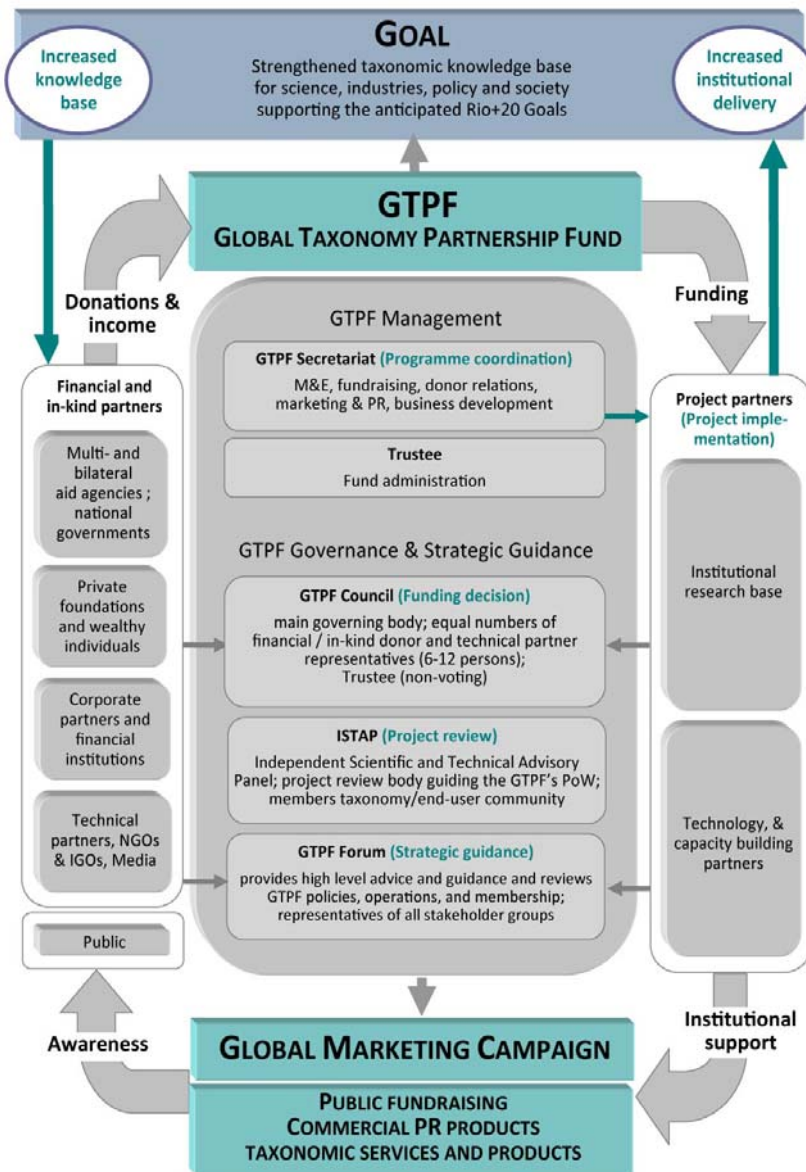 GOAL
Strengthened taxonomic knowledge base
for science, industries, policy and society
supporting the anticipated Rio+20 Goals
Increased
knowledge
base
Increased
institutional
delivery
GTPF
GLOBAL TAXONOMY PARTNERSHIP FUND
Donations &
income
Funding
Financial and
in-kind partners
Multi- and
bilateral
aid agencies ;
national
governments
Private
foundations
and wealthy
individuals
Corporate
partners and
financial
institutions
Technical
partners, NGOs
& IGOs, Media
Public
GTPF Management
GTPF Secretariat (Programme coordination)
M&E, fundraising, donor relations,
marketing & PR, business development
Trustee
Fund administration
GTPF Governance & Strategic Guidance
GTPF Council (Funding decision)
main governing body; equal numbers of
financial / in-kind donor and technical partner
representatives (6-12 persons);
Trustee (non-voting)
ISTAP (Project review)
Independent Scientific and Technical Advisory
Panel; project review body guiding the GTPF's PoW;
members taxonomy/end-user community
GTPF Forum (Strategic guidance)
provides high level advice and guidance and reviews
GTPF policies, operations, and membership;
representatives of all stakeholder groups
Project partners
(Project imple-
mentation)
Institutional
research base
Technology, &
capacity building
partners
Awareness
Institutional
support
GLOBAL MARKETING CAMPAIGN
PUBLIC FUNDRAISING
COMMERCIAL PR PRODUCTS
TAXONOMIC SERVICES AND PRODUCTS